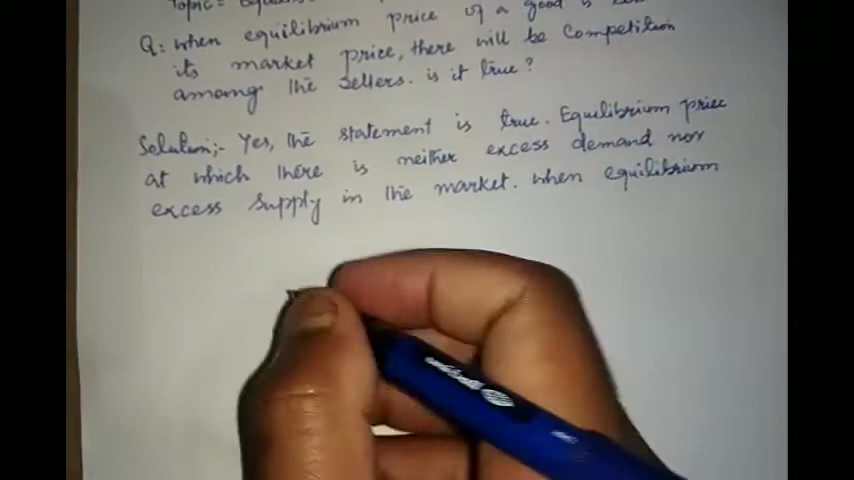 Topic =
Q: when equilibrium price of a good is
its market price, there will be competition
among the sellers. is it true?
Solution;- Yes, the statement is true. Equilibrium price
at which there is neither excess demand nor
excess supply in the market. when equilibrium